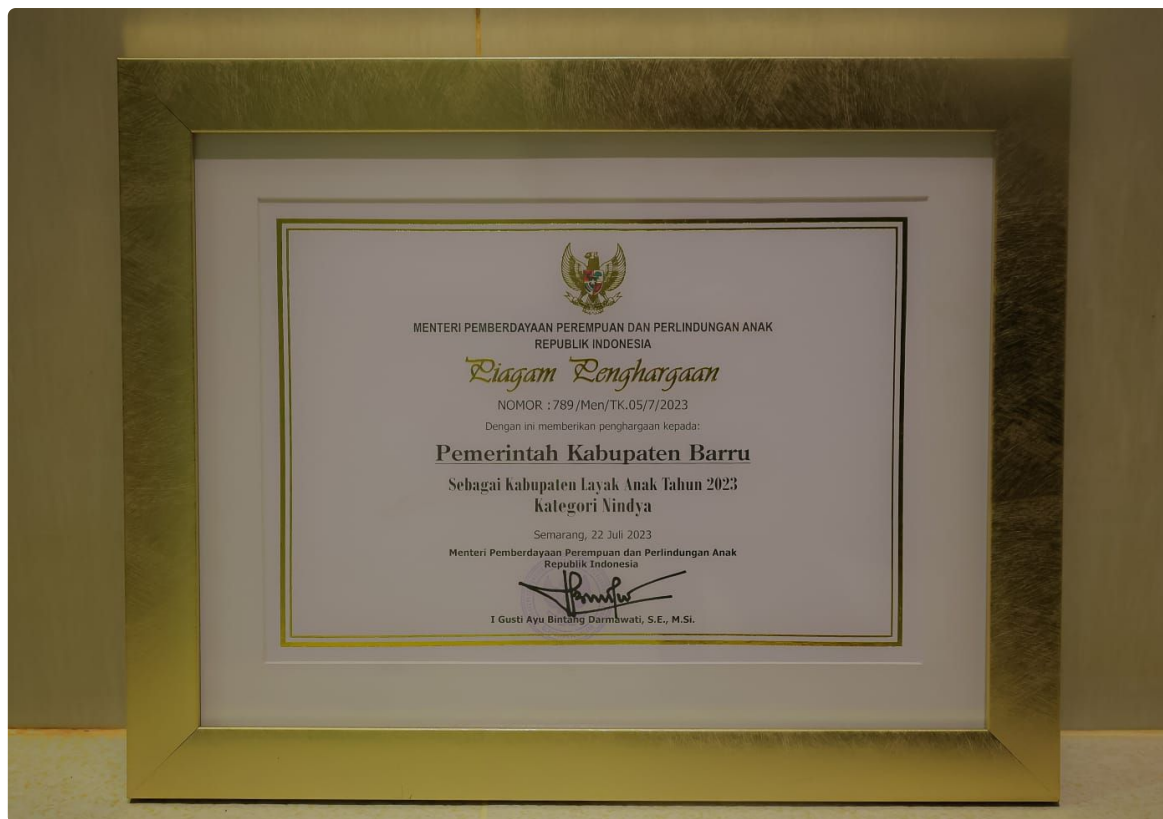 MENTERI PEMBERDAYAAN PEREMPUAN DAN PERLINDUNGAN ANAK
REPUBLIK INDONESIA
Piagam Penghargaan
NOMOR : 789/Men/TK.05/7/2023
Dengan ini memberikan penghargaan kepada:
Pemerintah Kabupaten Barru
Sebagai Kabupaten Layak Anak Tahun 2023
Kategori Nindya
Semarang, 22 Juli 2023
Menteri Pemberdayaan Perempuan dan Perlindungan Anak
Republik Indonesia
I Gusti Ayu Bintang Darmawati, S.E., M.Si.